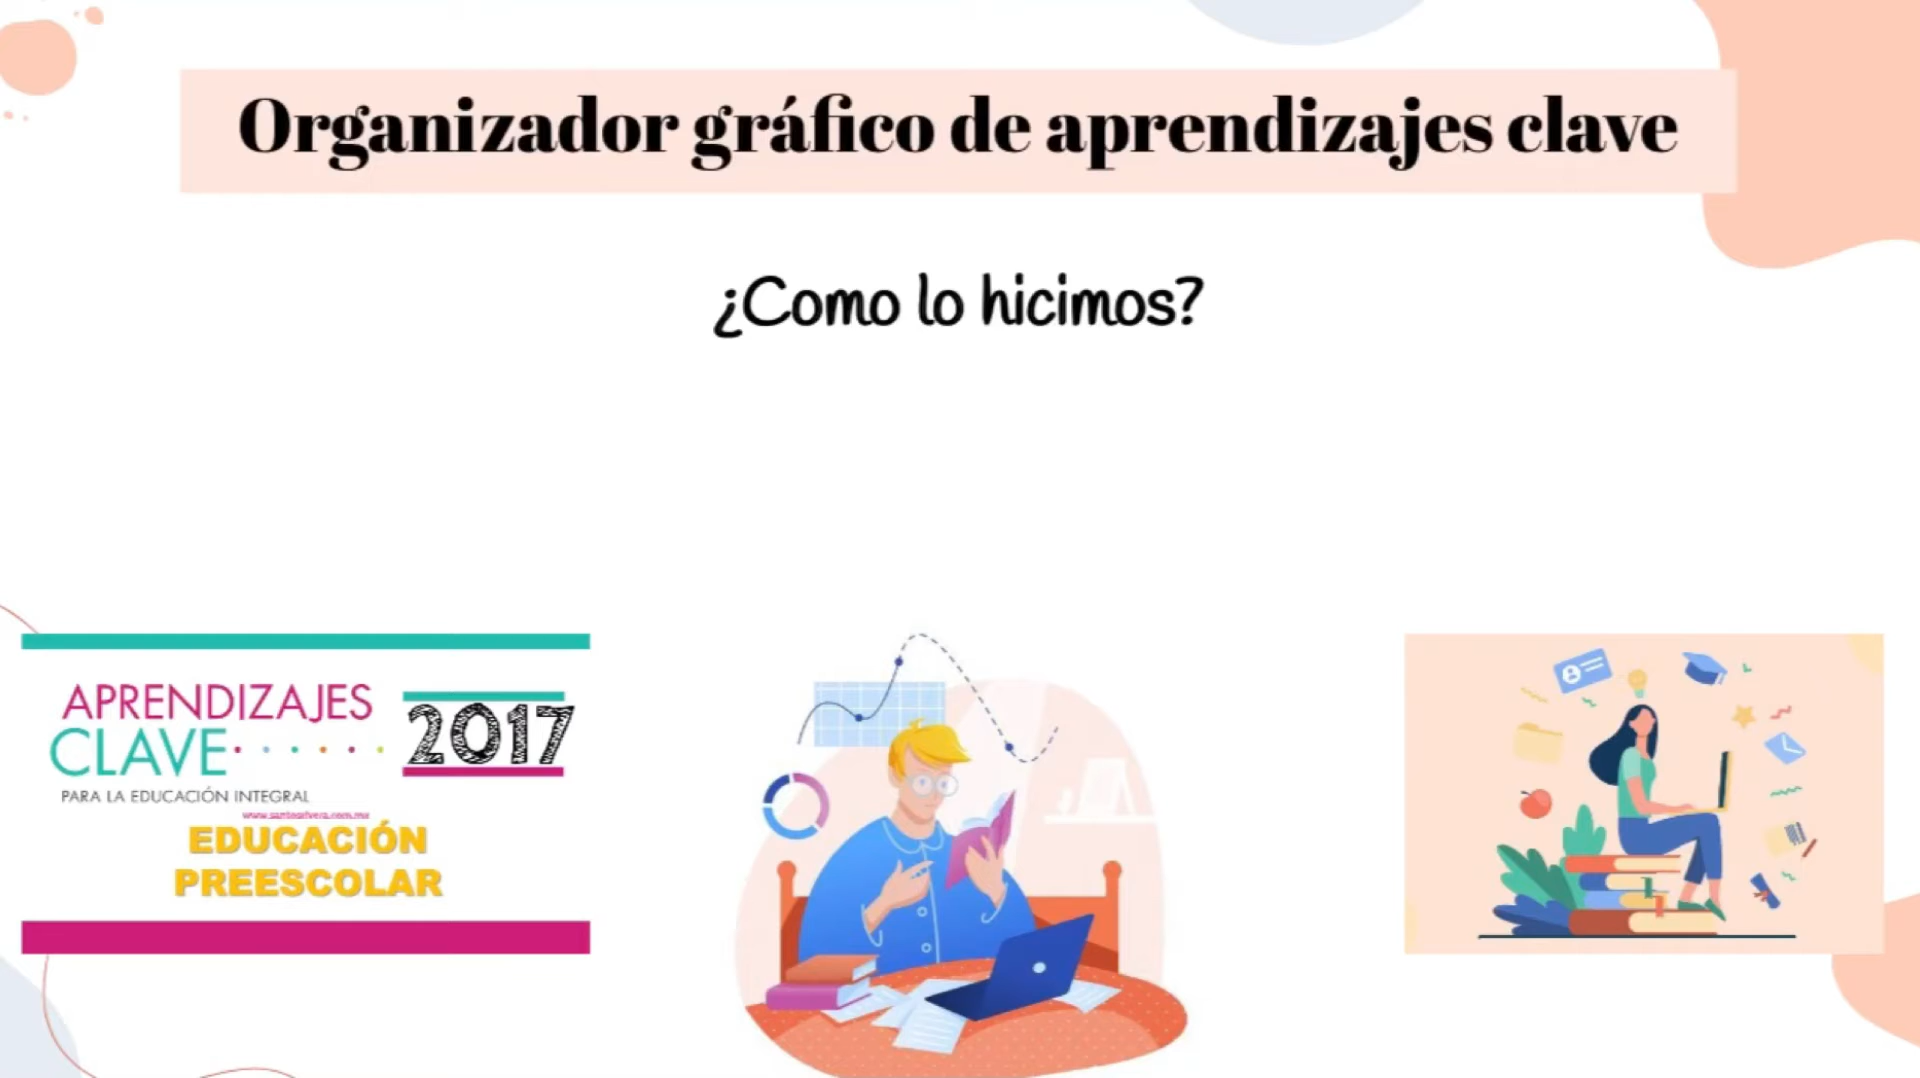 Organizador gráfico de aprendizajes clave
¿Como lo hicimos?
APRENDIZAJES
CLAVE
2017
PARA LA EDUCACIÓN INTEGRAL
EDUCACIÓN
PREESCOLAR